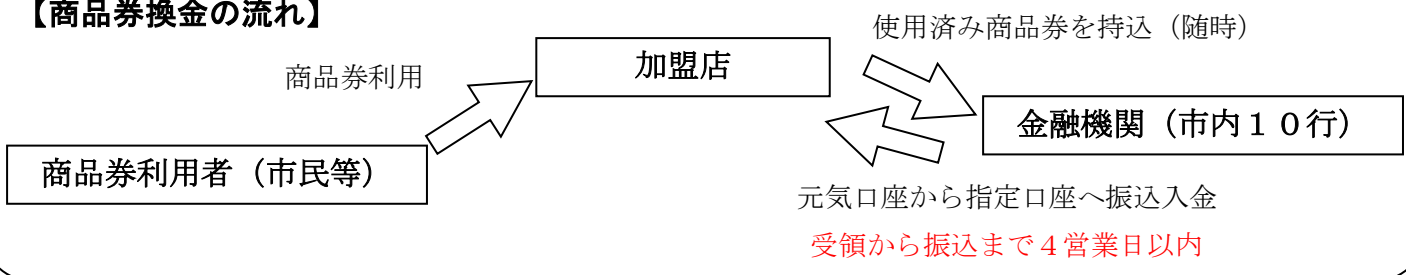 【商品券換金の流れ】
使用済み商品券を持込（随時）
商品券利用
加盟店
金融機関（市内１０行）
商品券利用者（市民等）
元気口座から指定口座へ振込入金
受領から振込まで４営業日以内